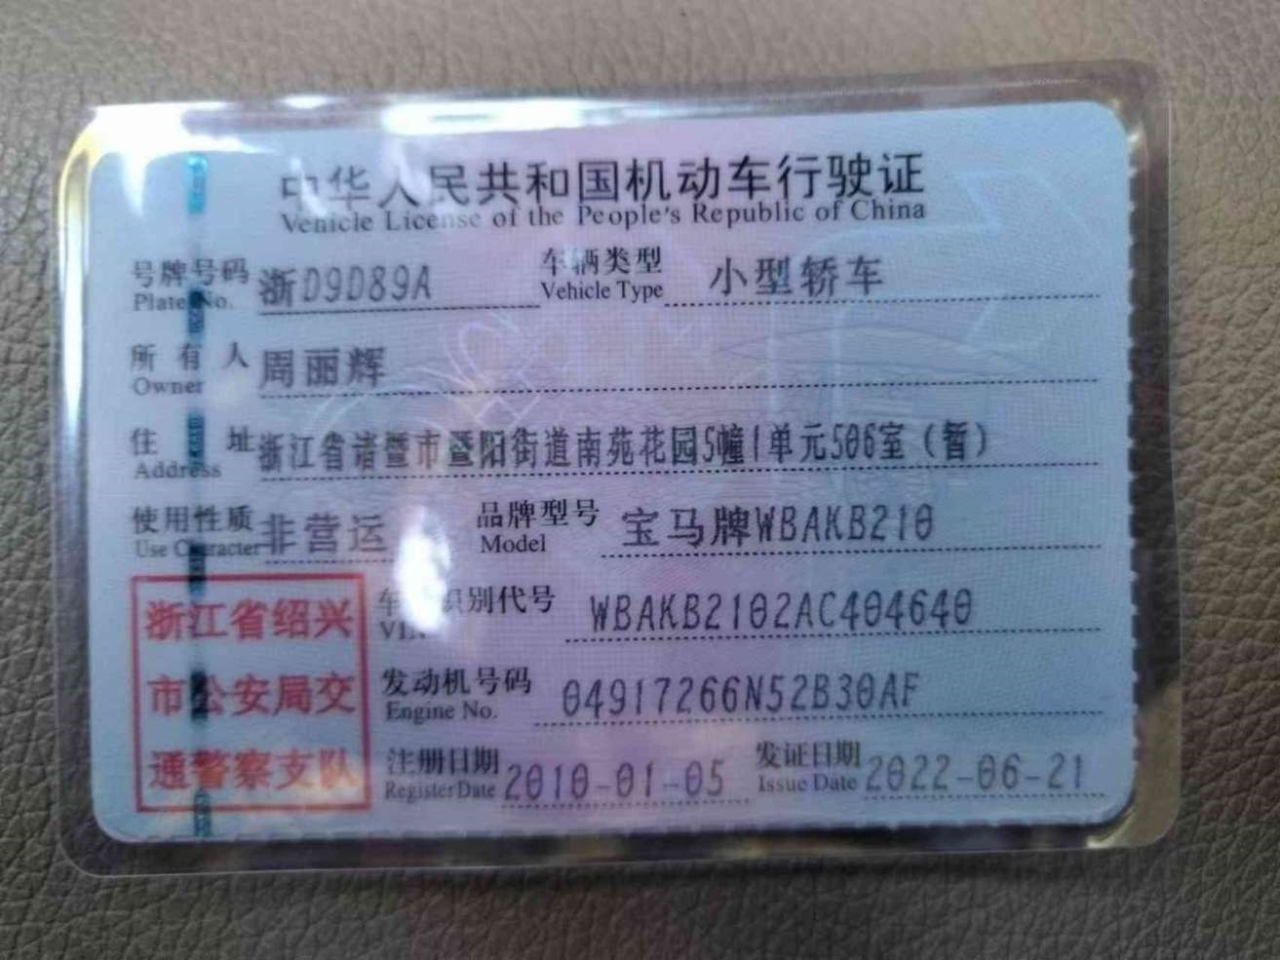 中华人民共和国机动车行驶证
Vehicle License of the People's Republic of China
号牌号码 浙D9D89A 车辆类型 小型轿车
Plate No. Vehicle Type
所有人 周丽辉
Owner
住址 浙江省诸暨市暨阳街道南苑花园5幢1单元506室（暂）
Address
使用性质 非营运 品牌型号 宝马牌WBAKB210
Use Character Model
浙江省绍兴
市公安局交
通警察支队
车 识别代号 WBAKB2102AC404640
VIN
发动机号码 04917266N52B30AF
Engine No.
注册日期 2010-01-05 发证日期 2022-06-21
Register Date Issue Date